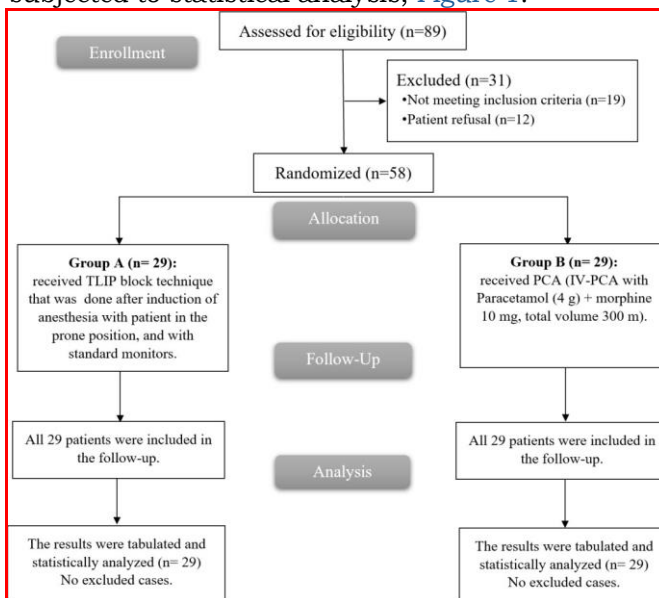 subjected to statistical analysis, Figure 1.
Assessed for eligibility (n=89)
Enrollment
Excluded (n=31)
•Not meeting inclusion criteria (n=19)
•Patient refusal (n=12)
Randomized (n=58)
Allocation
Group A (n= 29):
received TLIP block technique
that was done after induction of
anesthesia with patient in the
prone position, and with
standard monitors.
Group B (n= 29):
received PCA (IV-PCA with
Paracetamol (4 g) + morphine
10 mg, total volume 300 m).
Follow-Up
All 29 patients were included in
the follow-up.
All 29 patients were included in
the follow-up.
Analysis
The results were tabulated and
statistically analyzed (n= 29)
No excluded cases.
The results were tabulated and
statistically analyzed (n= 29)
No excluded cases.